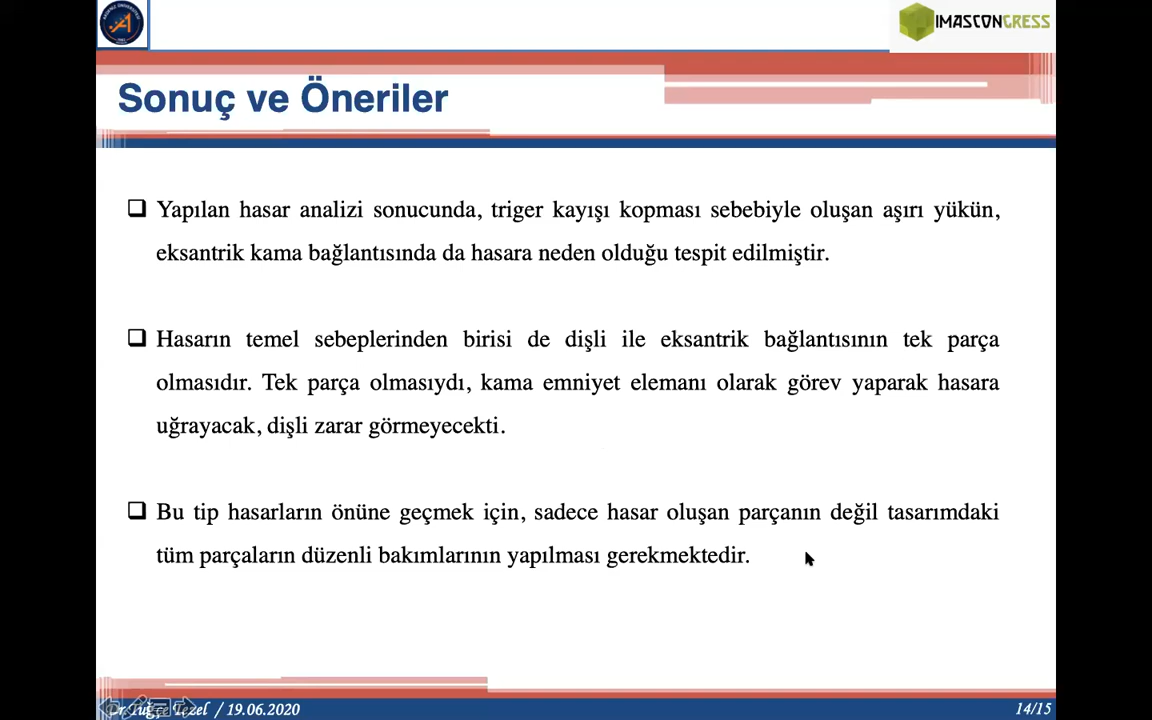 IMASCONGRESS
Sonuç ve Öneriler
❑ Yapılan hasar analizi sonucunda, triger kayışı kopması sebebiyle oluşan aşırı yükün,
eksantrik kama bağlantısında da hasara neden olduğu tespit edilmiştir.
❑ Hasarın temel sebeplerinden birisi de dişli ile eksantrik bağlantısının tek parça
olmasıdır. Tek parça olmasıydı, kama emniyet elemanı olarak görev yaparak hasara
uğrayacak, dişli zarar görmeyecekti.
❑ Bu tip hasarların önüne geçmek için, sadece hasar oluşan parçanın değil tasarımdaki
tüm parçaların düzenli bakımlarının yapılması gerekmektedir.
Dr. Tuğçe Tezel / 19.06.2020
14/15